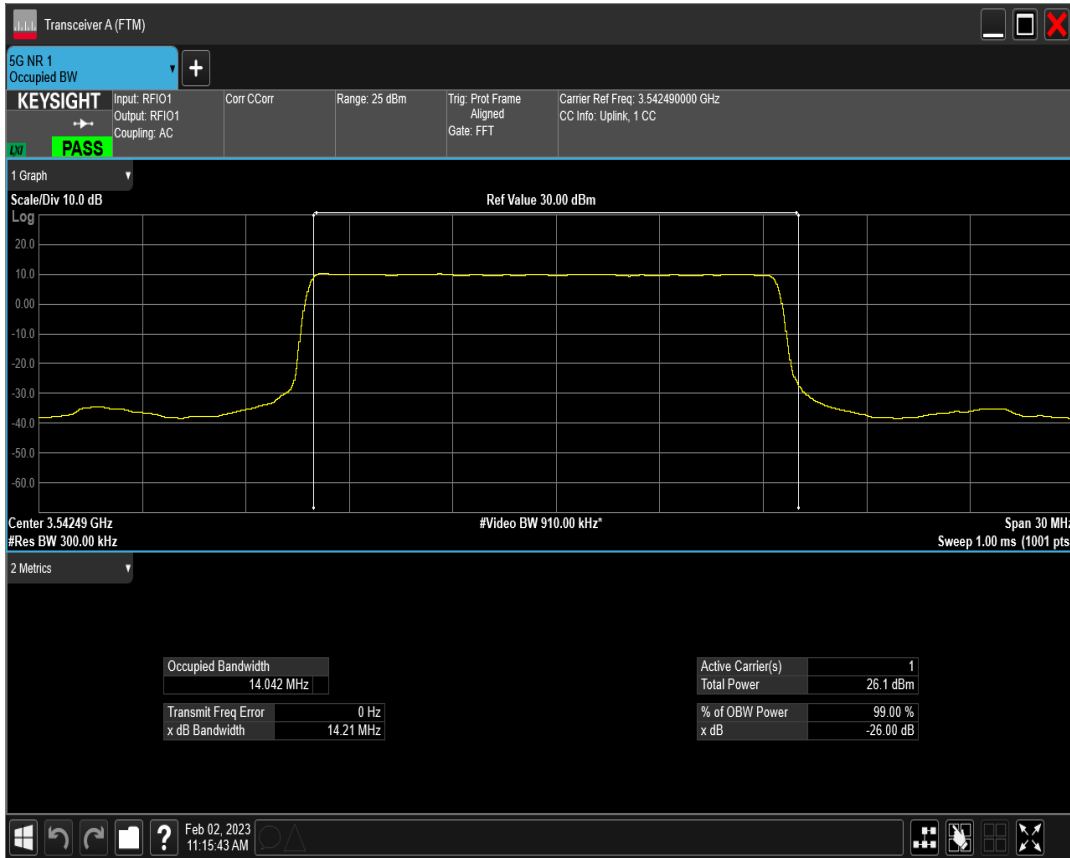 Transceiver A (FTM)
5G NR 1
Occupied BW
+
KEYSIGHT
LXI
PASS
Input: RFIO1
Output: RFIO1
Coupling: AC
Corr CCorr
Range: 25 dBm
Trig: Prot Frame
Aligned
Gate: FFT
Carrier Ref Freq: 3.542490000 GHz
CC Info: Uplink, 1 CC
1 Graph
Scale/Div 10.0 dB
Ref Value 30.00 dBm
Log
20.0
10.0
0.00
-10.0
-20.0
-30.0
-40.0
-50.0
-60.0
Center 3.54249 GHz
#Video BW 910.00 kHz*
Span 30 MHz
#Res BW 300.00 kHz
Sweep 1.00 ms (1001 pts
2 Metrics
Occupied Bandwidth
14.042 MHz
Transmit Freq Error 0 Hz
x dB Bandwidth 14.21 MHz
Active Carrier(s) 1
Total Power 26.1 dBm
% of OBW Power 99.00 %
x dB -26.00 dB
?
Feb 02, 2023
11:15:43 AM